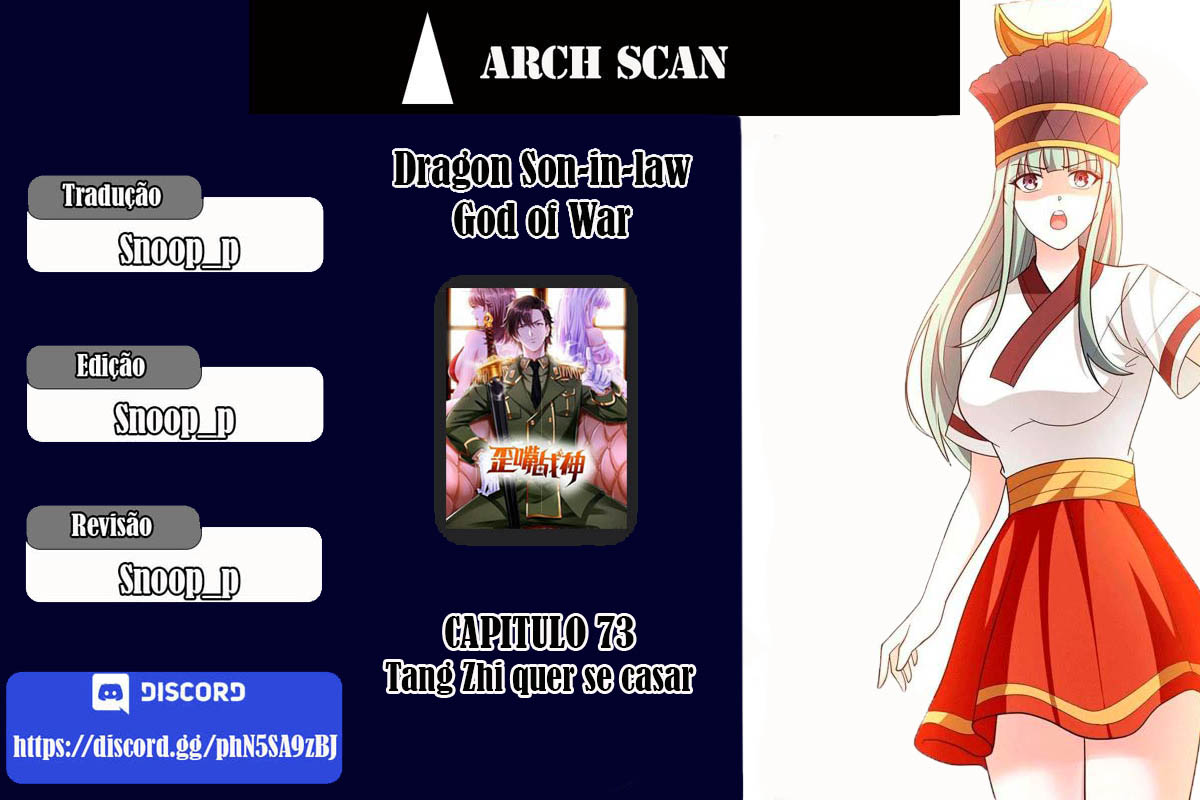 ARCH SCAN
Dragon Son-in-law
God of War
Tradução
Snoop_p
Edição
Snoop_p
Revisão
Snoop_p
歪嘴战神
CAPITULO 73
Tang Zhi quer se casar
DISCORD
https://discord.gg/phN5SA9zBJ